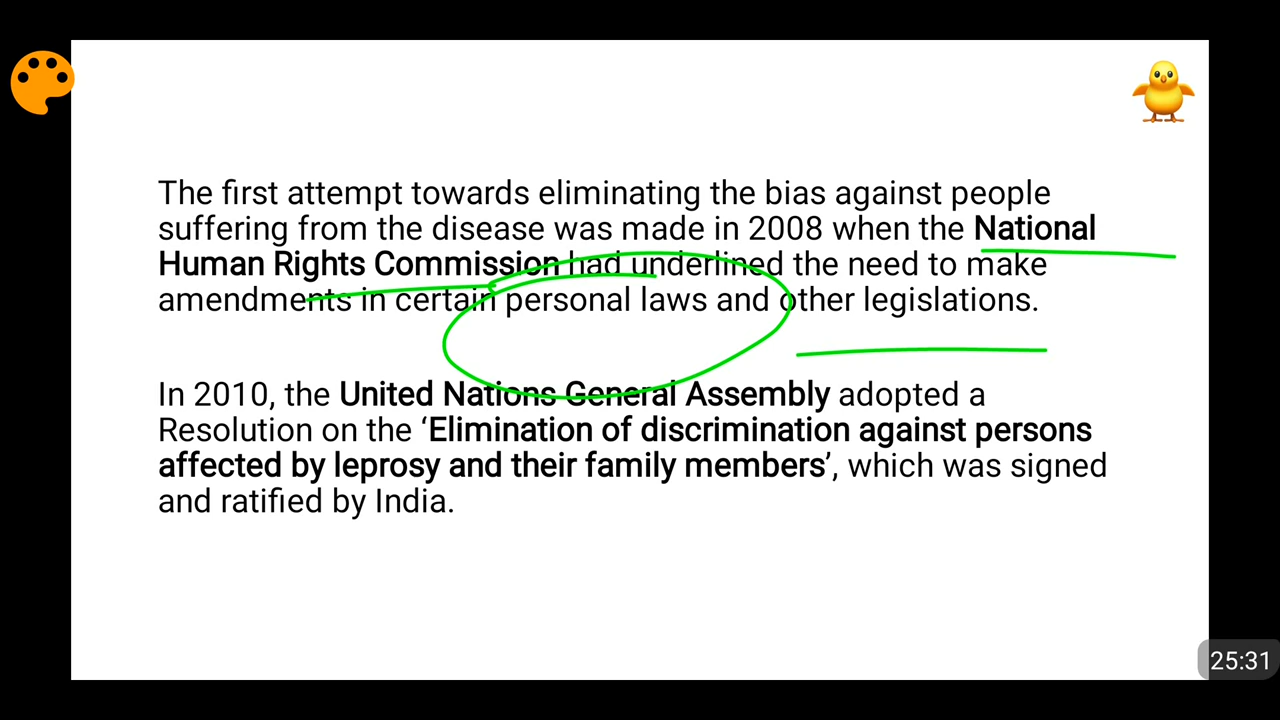 The first attempt towards eliminating the bias against people
suffering from the disease was made in 2008 when the National
Human Rights Commission had underlined the need to make
amendments in certain personal laws and other legislations.
In 2010, the United Nations General Assembly adopted a
Resolution on the ‘Elimination of discrimination against persons
affected by leprosy and their family members’, which was signed
and ratified by India.
25:31